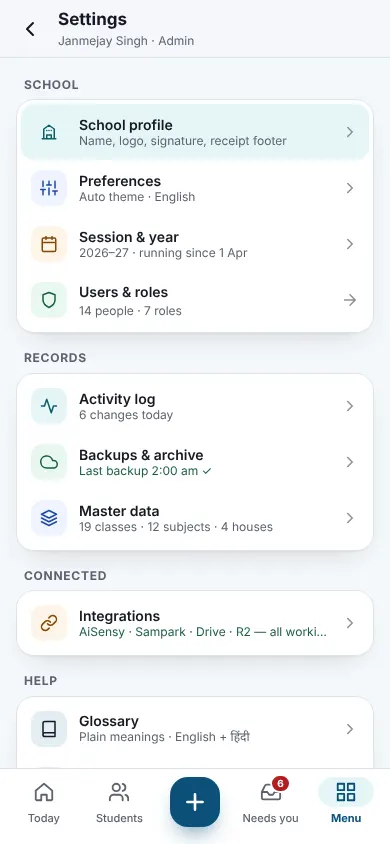 Settings
Janmejay Singh · Admin
SCHOOL
School profile
Name, logo, signature, receipt footer
Preferences
Auto theme · English
Session & year
2026–27 · running since 1 Apr
Users & roles
14 people · 7 roles
RECORDS
Activity log
6 changes today
Backups & archive
Last backup 2:00 am ✓
Master data
19 classes · 12 subjects · 4 houses
CONNECTED
Integrations
AiSensy · Sampark · Drive · R2 — all worki...
HELP
Glossary
Plain meanings · English + हिंदी
6
Today
Students
Needs you
Menu